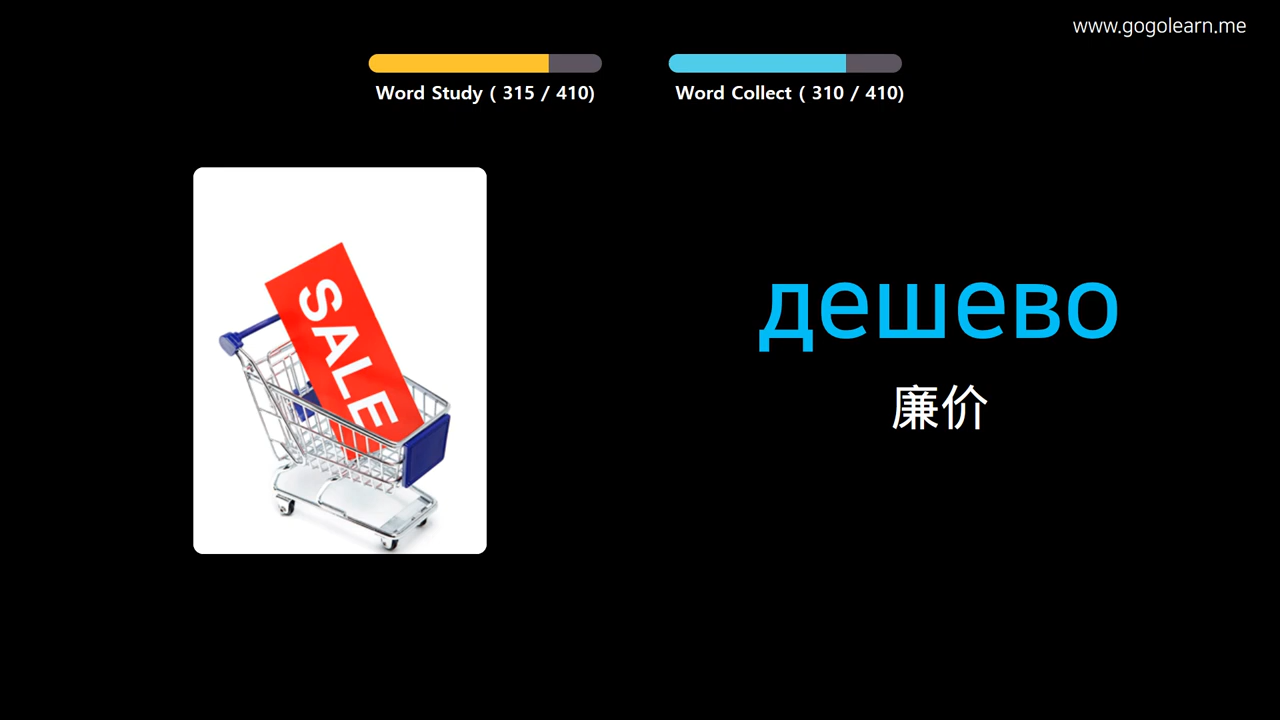 www.gogolearn.me
Word Study ( 315 / 410)
Word Collect ( 310 / 410)
SALE
дешево
廉价